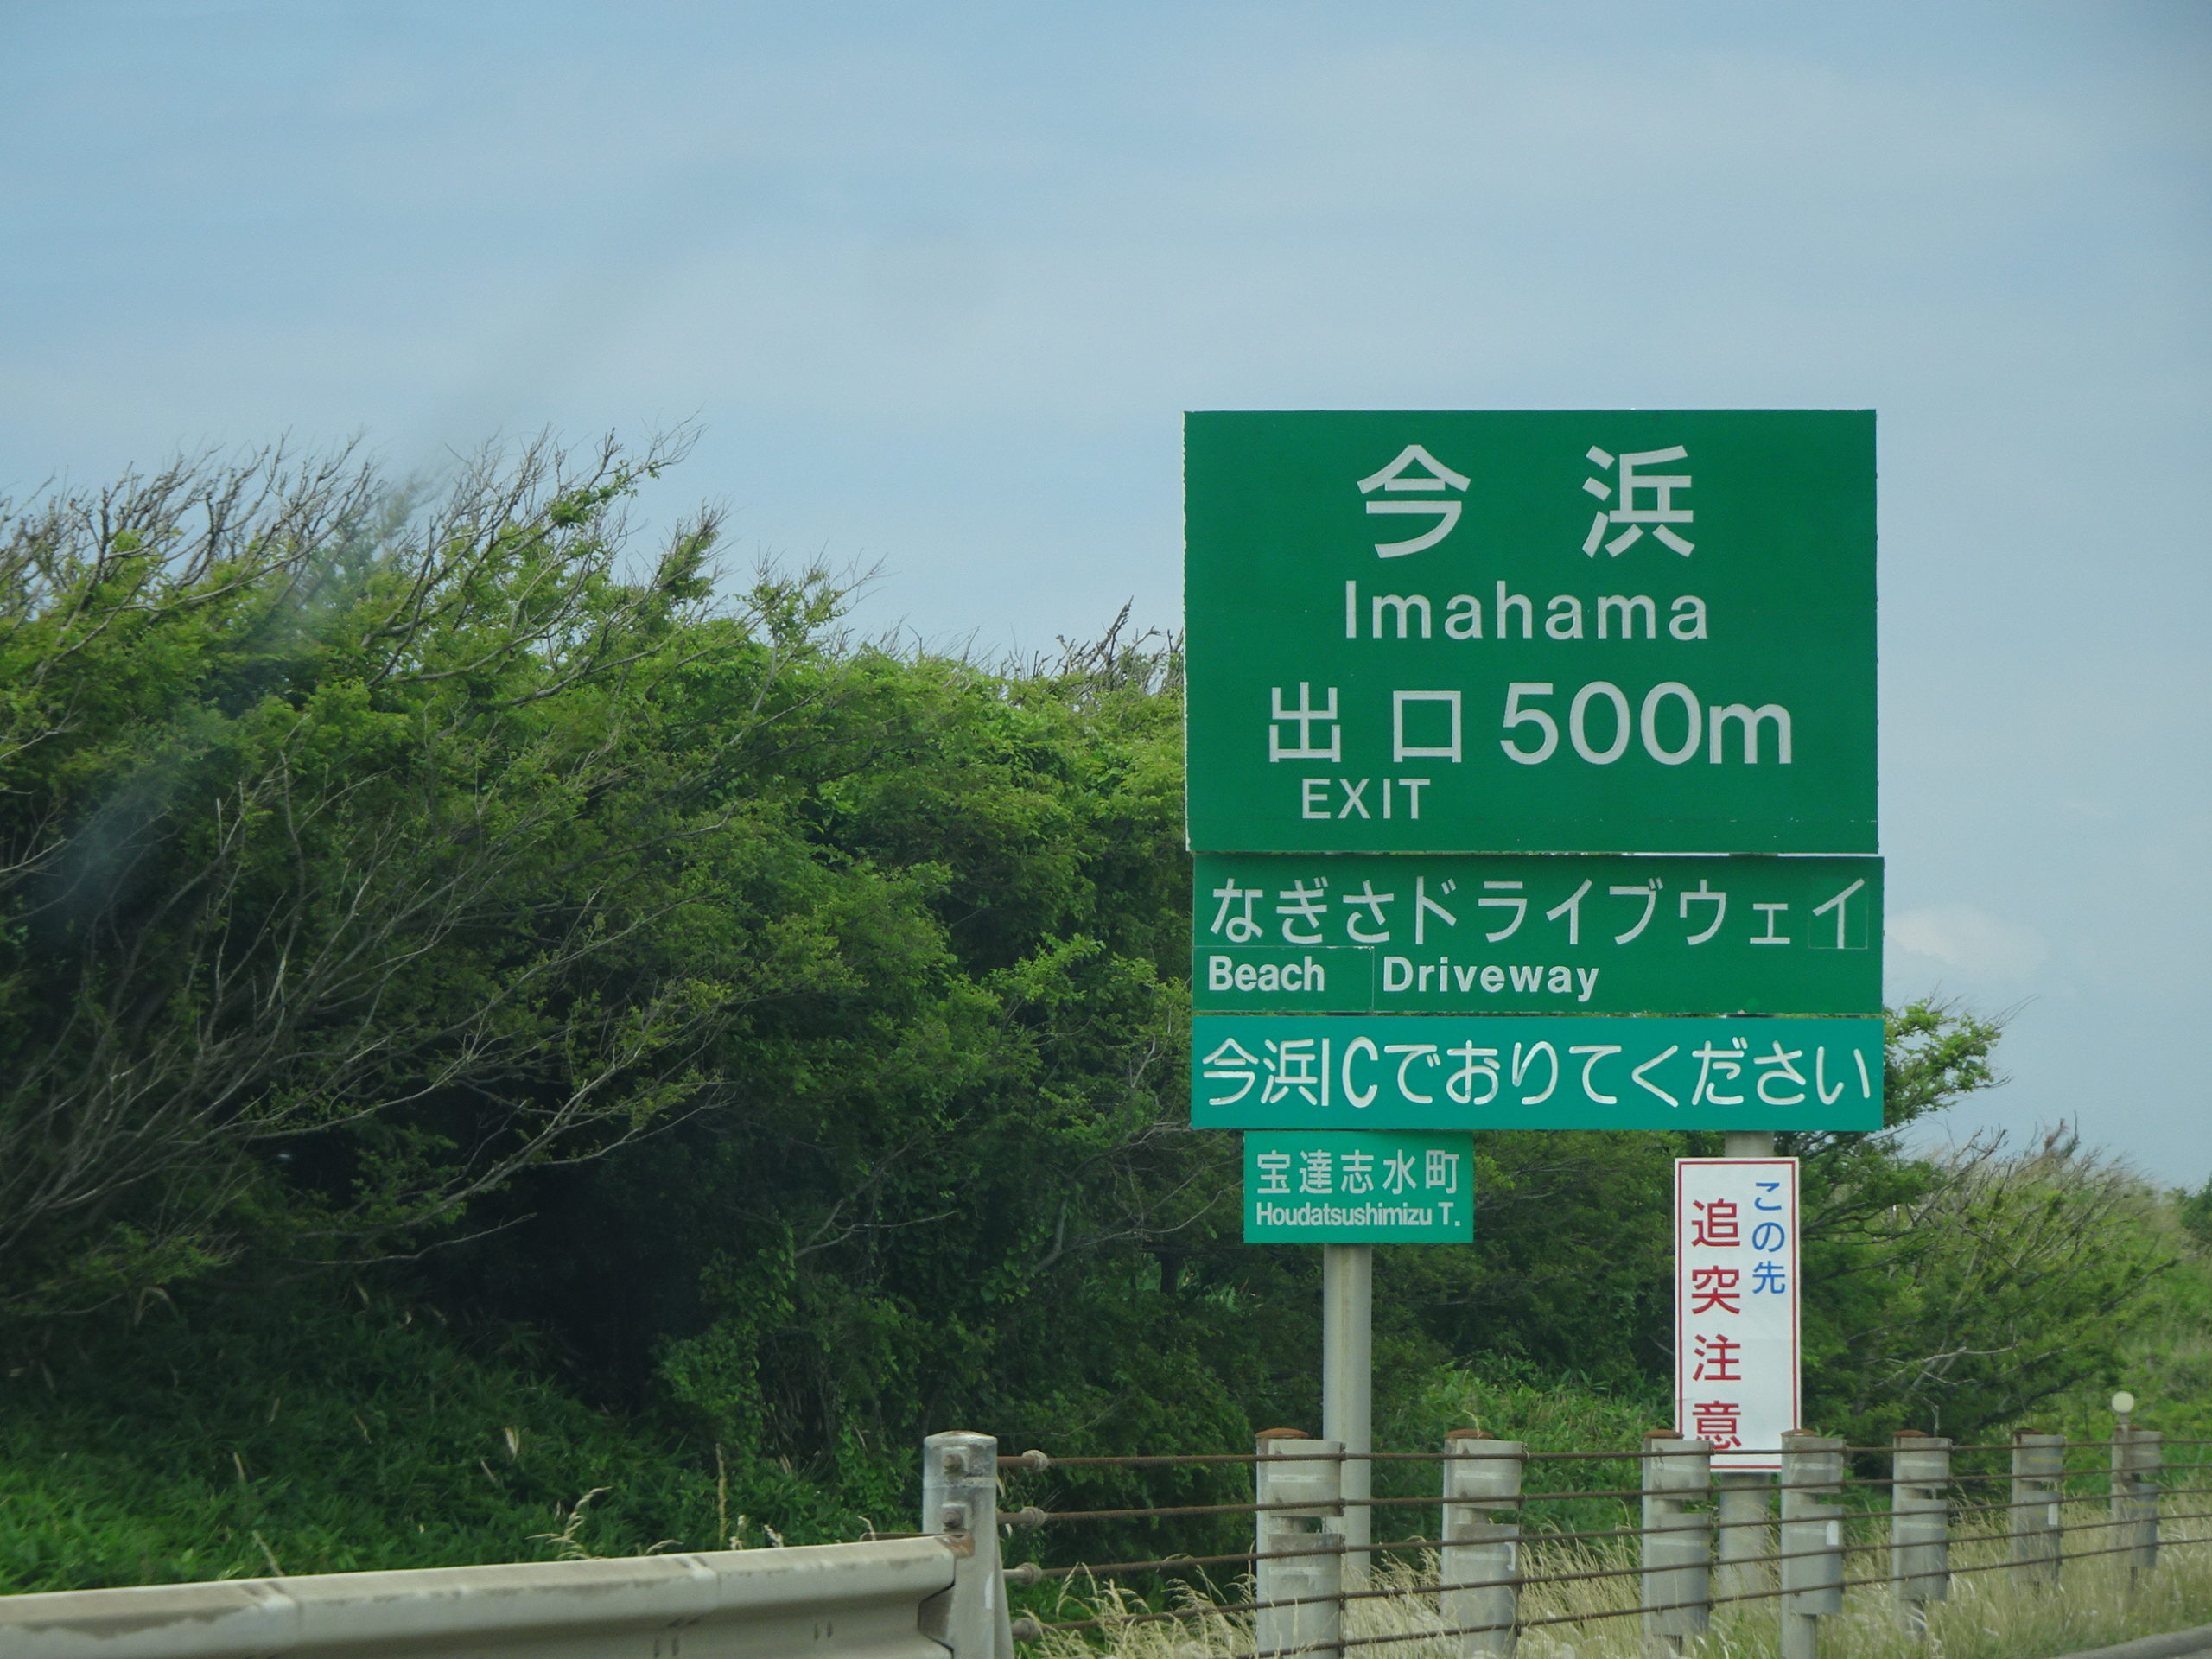 今浜
Imahama
出口 500m
EXIT
なぎさドライブウェイ
Beach Driveway
今浜ICでおりてください
宝達志水町
Houdatsushimizu T.
この先
追突注意